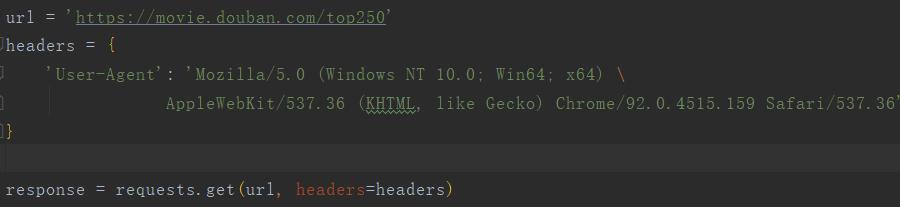 url = 'https://movie.douban.com/top250'
headers = {
'User-Agent': 'Mozilla/5.0 (Windows NT 10.0; Win64; x64) \
AppleWebKit/537.36 (KHTML, like Gecko) Chrome/92.0.4515.159 Safari/537.36'
}
response = requests.get(url, headers=headers)